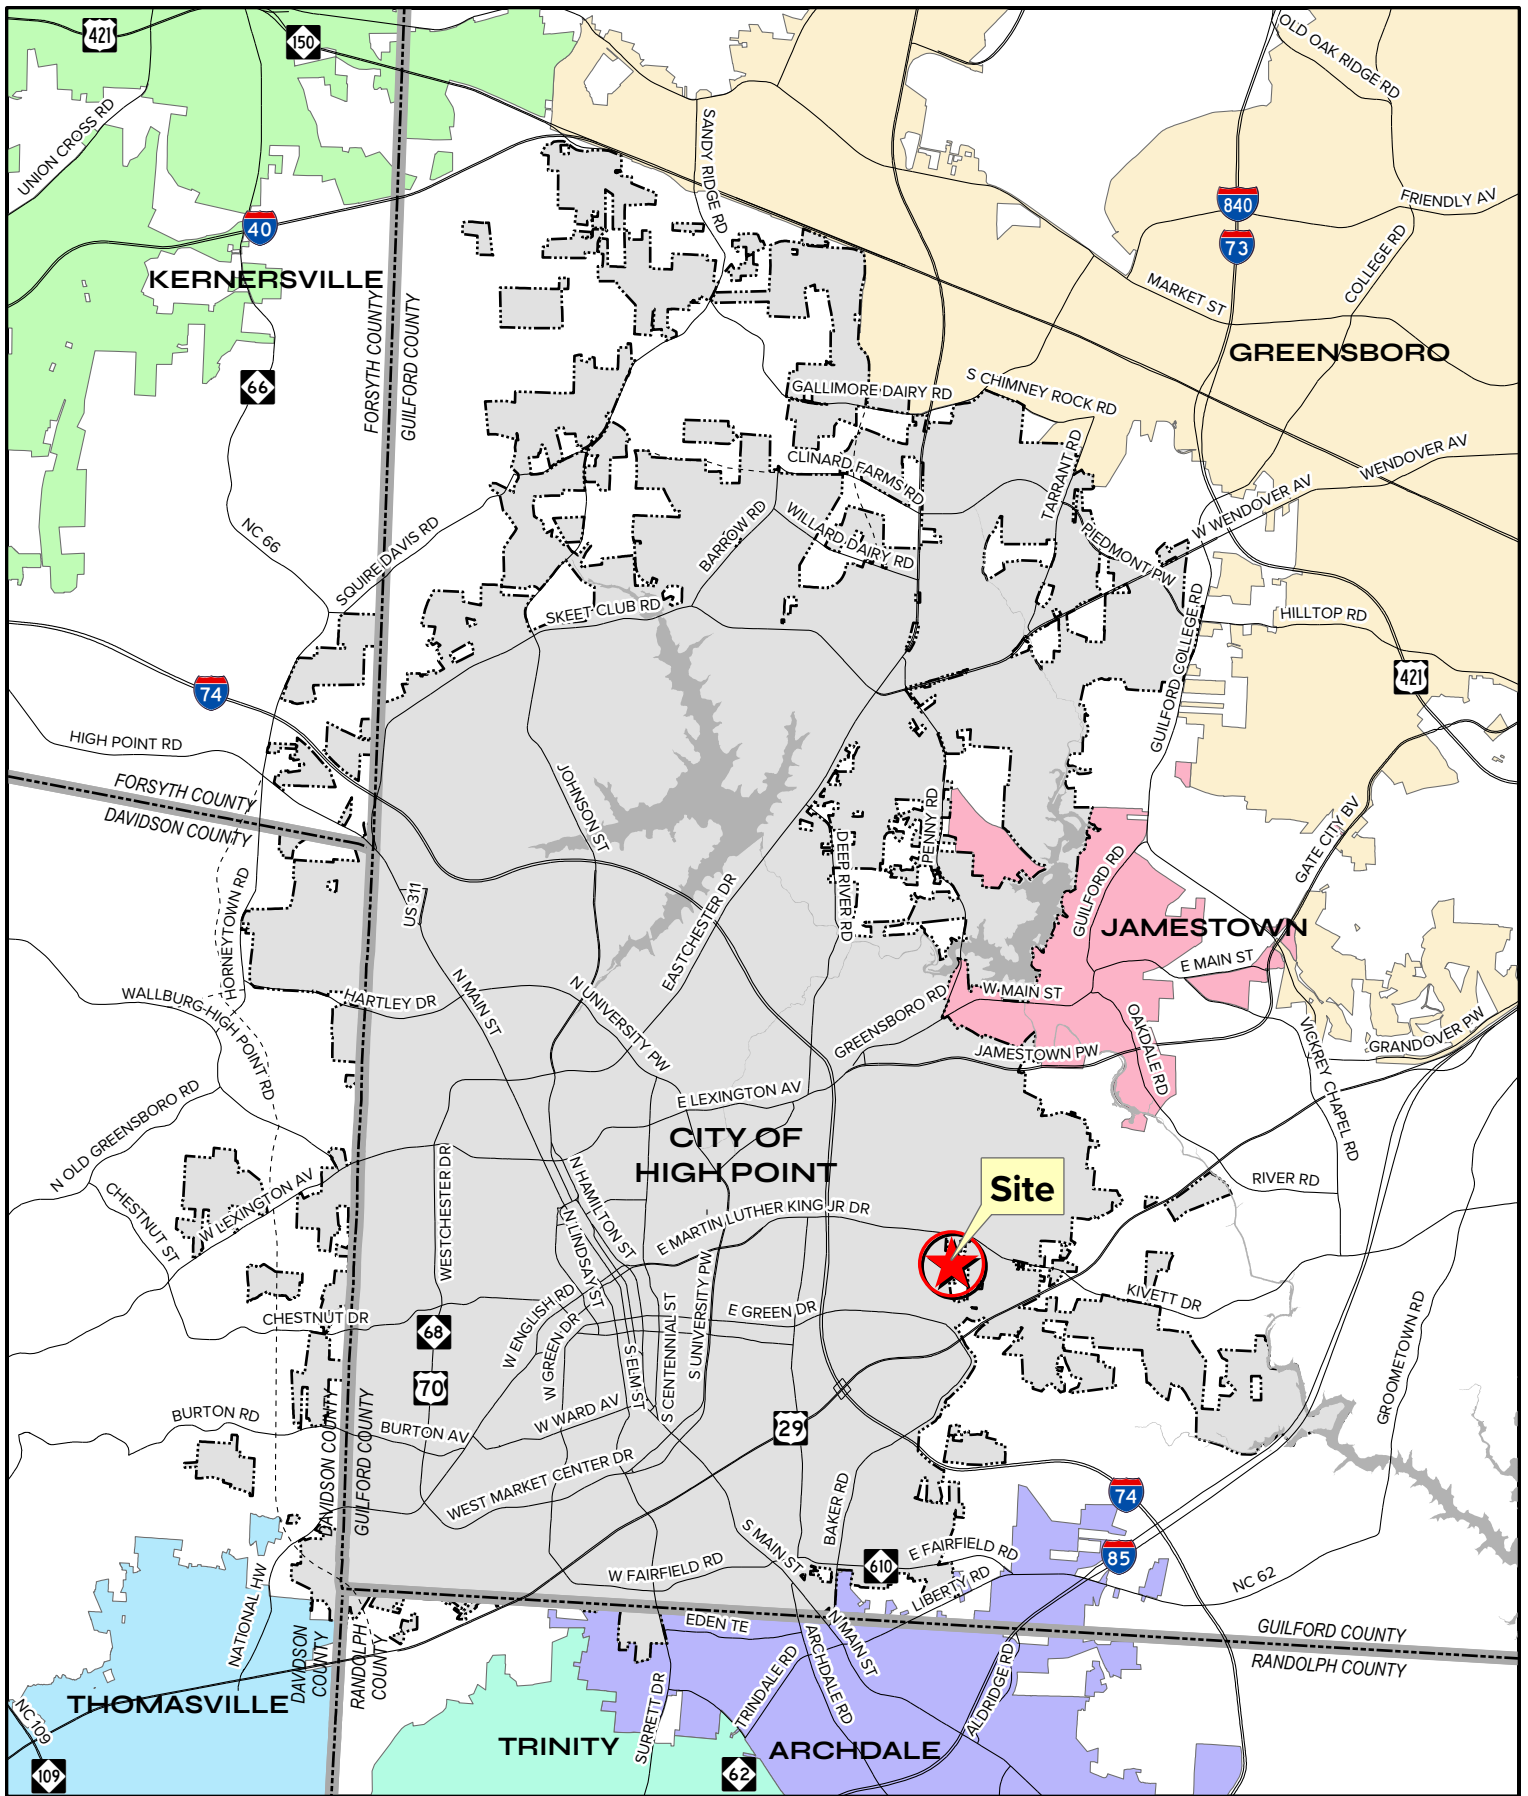 421
150
OLD OAK RIDGE RD
UNION CROSS RD
SANDY RIDGE RD
840
FRIENDLY AV
40
73
COLLEGE RD
KERNERSVILLE
MARKET ST
FORSYTH COUNTY
GUILFORD COUNTY
GREENSBORO
66
GALLIMORE DAIRY RD
S CHIMNEY ROCK RD
TARRANT RD
CLINARD FARMS RD
WENDOVER AV
W WENDOVER AV
NC 66
SQUIRE DAVIS RD
BARROW RD
WILLARD DAIRY RD
PIEDMONT PW
SKEET CLUB RD
HILLTOP RD
GUILFORD COLLEGE RD
74
421
HIGH POINT RD
FORSYTH COUNTY
DAVIDSON COUNTY
JOHNSON ST
PENNY RD
DEEP RIVER RD
GATE CITY BV
GUILFORD RD
US 311
HORNEYTOWN RD
EASTCHESTER DR
JAMESTOWN
E MAIN ST
N MAIN ST
N UNIVERSITY PW
HARTLEY DR
WALLBURG-HIGH POINT RD
W MAIN ST
GREENSBORO RD
OAKDALE RD
VICKREY CHAPEL RD
GRANDOVER PW
JAMESTOWN PW
E LEXINGTON AV
N OLD GREENSBORO RD
CITY OF
HIGH POINT
W LEXINGTON AV
CHESTNUT ST
WESTCHESTER DR
N HAMILTON ST
N LINDSAY ST
E MARTIN LUTHER KING JR DR
Site
RIVER RD
S UNIVERSITY PW
KIVETT DR
W ENGLISH RD
CHESTNUT DR
E GREEN DR
68
W GREEN DR
S ELM ST
S CENTENNIAL ST
GROOMETOWN RD
70
BURTON RD
BURTON AV
W WARD AV
29
DAVIDSON COUNTY
GUILFORD COUNTY
WEST MARKET CENTER DR
BAKER RD
74
S MAIN ST
E FAIRFIELD RD
85
610
W FAIRFIELD RD
LIBERTY RD
NC 62
NATIONAL HW
EDEN TE
N MAIN ST
GUILFORD COUNTY
RANDOLPH COUNTY
DAVIDSON
COUNTY
RANDOLPH
COUNTY
ARCHDALE RD
TRINDALE RD
ALDRIDGE RD
SURRETT DR
THOMASVILLE
NC 109
TRINITY
ARCHDALE
109
62